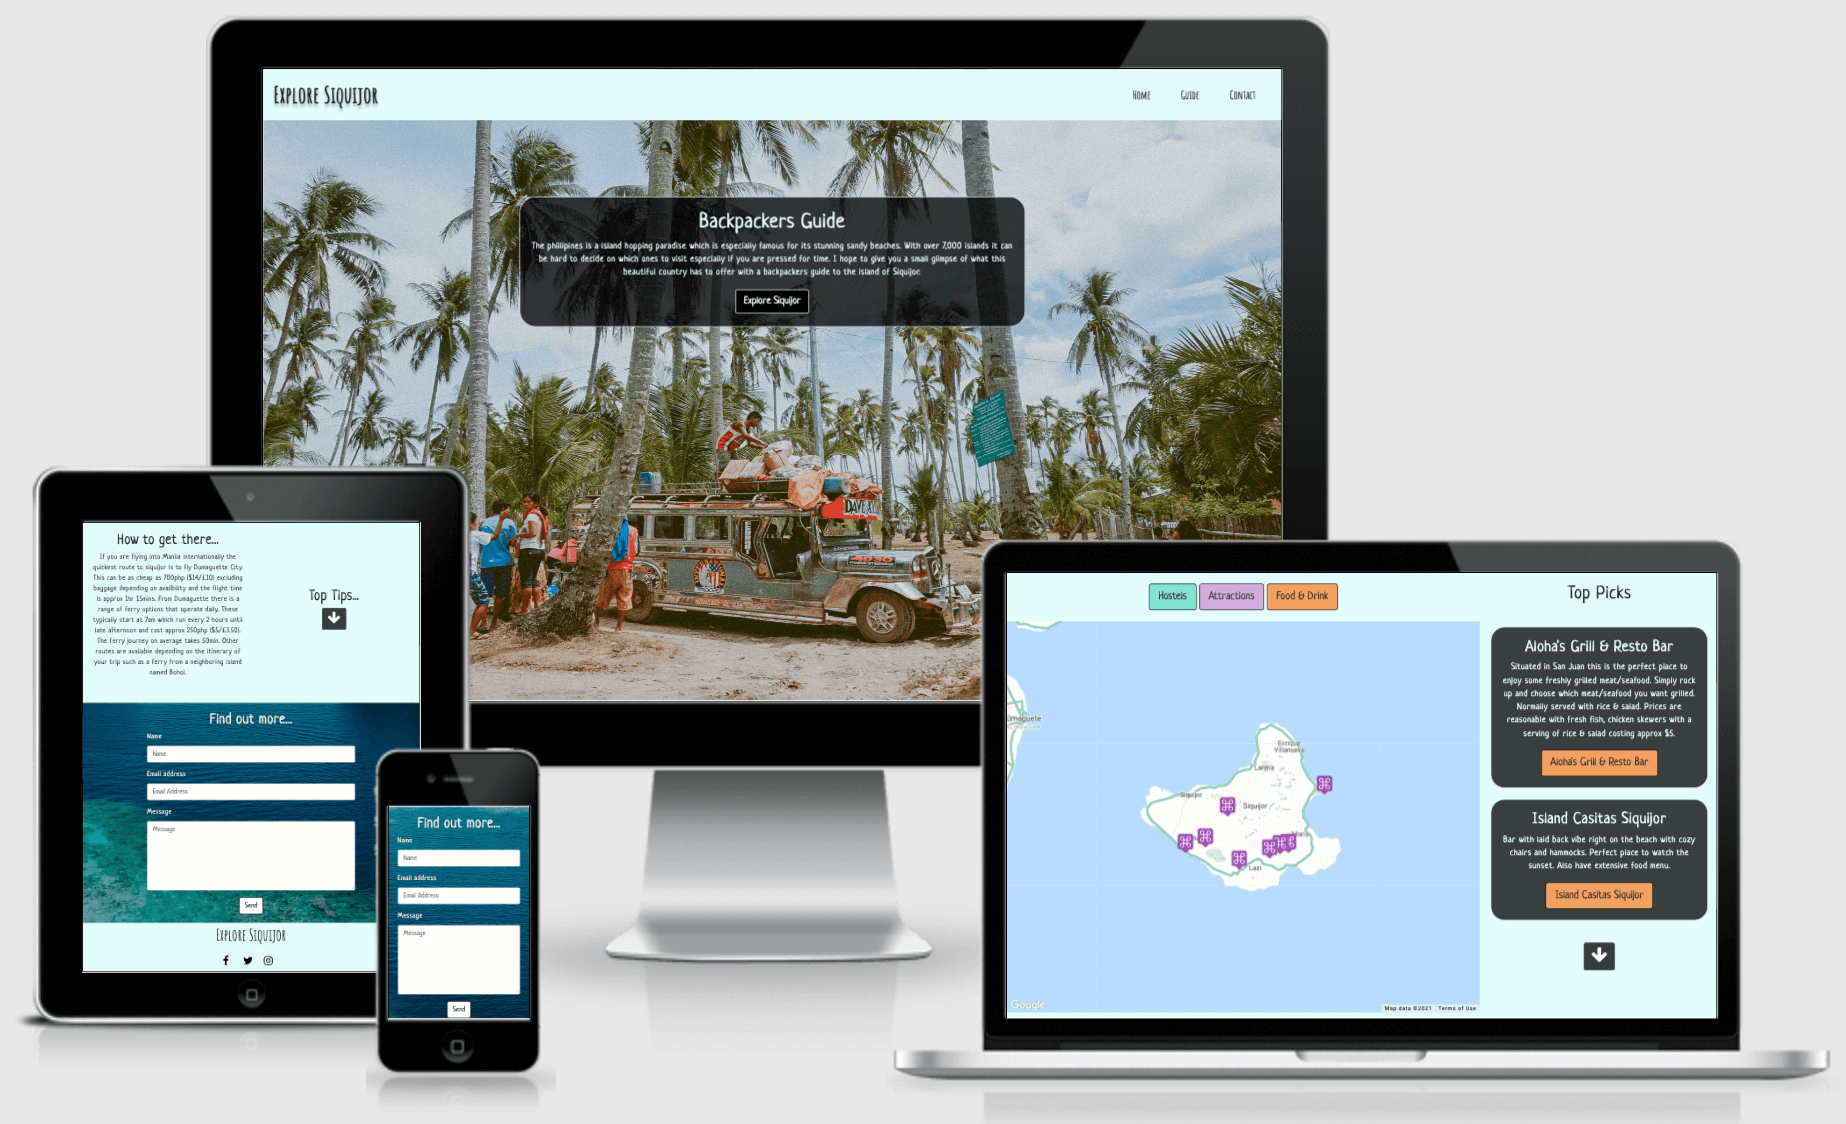 Explore Siquijor
Home
Guide
Contact
Backpackers Guide
The phillipines is a island hopping paradise which is especially famous for its stunning sandy beaches. With over 7,000 islands it can
be hard to decide on which ones to visit especially if you are pressed for time. I hope to give you a small glimpse of what this
beautiful country has to offer with a backpackers guide to the island of Siquijor.
Explore Siquijor
How to get there...
If you are flying into Manila internationally the
quickest route to siquijor is to fly Dumaguette City.
This can be as cheap as 700php ($14/£10) excluding
baggage depending on availbility and the flight time
is approx 1hr 15mins. From Dumaguette there is a
range of ferry options that operate daily. These
typically start at 7am which run every 2 hours until
late afternoon and cost approx 250php ($5/£3.50).
The ferry journey on average takes 50min. Other
routes are available depending on the itinerary of
your trip such as a ferry from a neighboring island
named Bohol.
Top Tips...
Find out more...
Name
Name
Email address
Email Address
Message
Message
Send
Explore Siquijor
Find out more...
Name
Name
Email address
Email Address
Message
Message
Send
Hostels
Attractions
Food & Drink
Enrique
Villanueva
Larena
Siquijor
Siquijor
Lazi
Google
Map data ©2021
Terms of Use
Top Picks
Aloha's Grill & Resto Bar
Situated in San Juan this is the perfect place to
enjoy some freshly grilled meat/seafood. Simply rock
up and choose which meat/seafood you want grilled.
Normally served with rice & salad. Prices are
reasonable with fresh fish, chicken skewers with a
serving of rice & salad costing approx $5.
Aloha's Grill & Resto Bar
Island Casitas Siquijor
Bar with laid back vibe right on the beach with cozy
chairs and hammocks. Perfect place to watch the
sunset. Also have extensive food menu.
Island Casitas Siquijor